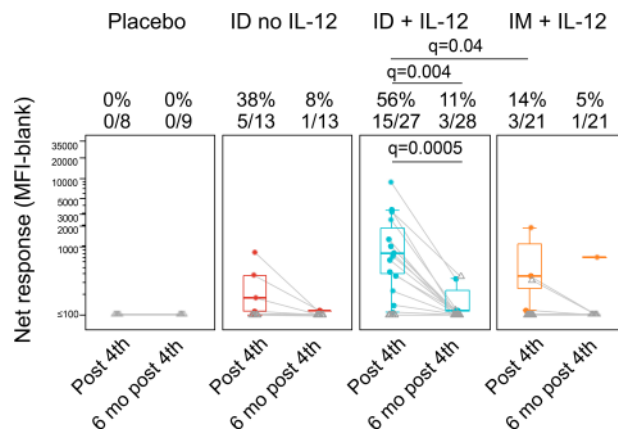 Placebo ID no IL-12 ID + IL-12 IM + IL-12
q=0.04
q=0.004
0% 0% 38% 8% 56% 11% 14% 5%
0/8 0/9 5/13 1/13 15/27 3/28 3/21 1/21
q=0.0005
Net response (MFI-blank)
35000
20000
10000
5000
3000
2000
1000
≤100
Post 4th 6 mo post 4th Post 4th 6 mo post 4th Post 4th 6 mo post 4th Post 4th 6 mo post 4th